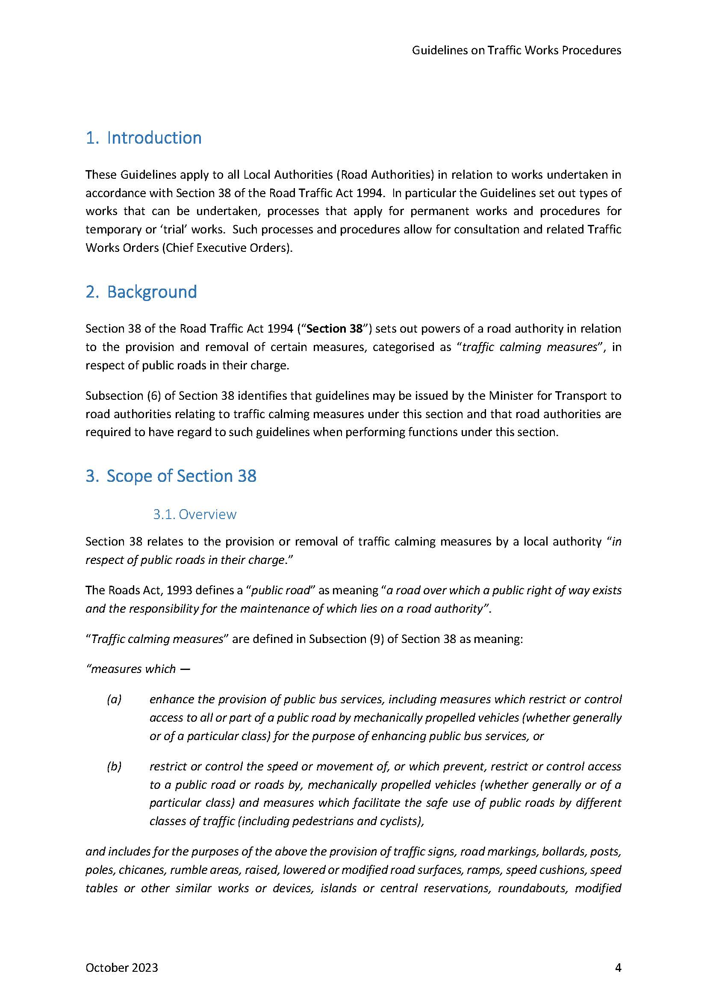 Guidelines on Traffic Works Procedures
1. Introduction
These Guidelines apply to all Local Authorities (Road Authorities) in relation to works undertaken in
accordance with Section 38 of the Road Traffic Act 1994.  In particular the Guidelines set out types of
works that can be undertaken, processes that apply for permanent works and procedures for
temporary or ‘trial’ works.  Such processes and procedures allow for consultation and related Traffic
Works Orders (Chief Executive Orders).
2. Background
Section 38 of the Road Traffic Act 1994 (“Section 38”) sets out powers of a road authority in relation
to the provision and removal of certain measures, categorised as “traffic calming measures”, in
respect of public roads in their charge.
Subsection (6) of Section 38 identifies that guidelines may be issued by the Minister for Transport to
road authorities relating to traffic calming measures under this section and that road authorities are
required to have regard to such guidelines when performing functions under this section.
3. Scope of Section 38
3.1. Overview
Section 38 relates to the provision or removal of traffic calming measures by a local authority “in
respect of public roads in their charge.”
The Roads Act, 1993 defines a “public road” as meaning “a road over which a public right of way exists
and the responsibility for the maintenance of which lies on a road authority”.
“Traffic calming measures” are defined in Subsection (9) of Section 38 as meaning:
“measures which —
(a) enhance the provision of public bus services, including measures which restrict or control
access to all or part of a public road by mechanically propelled vehicles (whether generally
or of a particular class) for the purpose of enhancing public bus services, or
(b) restrict or control the speed or movement of, or which prevent, restrict or control access
to a public road or roads by, mechanically propelled vehicles (whether generally or of a
particular class) and measures which facilitate the safe use of public roads by different
classes of traffic (including pedestrians and cyclists),
and includes for the purposes of the above the provision of traffic signs, road markings, bollards, posts,
poles, chicanes, rumble areas, raised, lowered or modified road surfaces, ramps, speed cushions, speed
tables or other similar works or devices, islands or central reservations, roundabouts, modified
October 2023 4